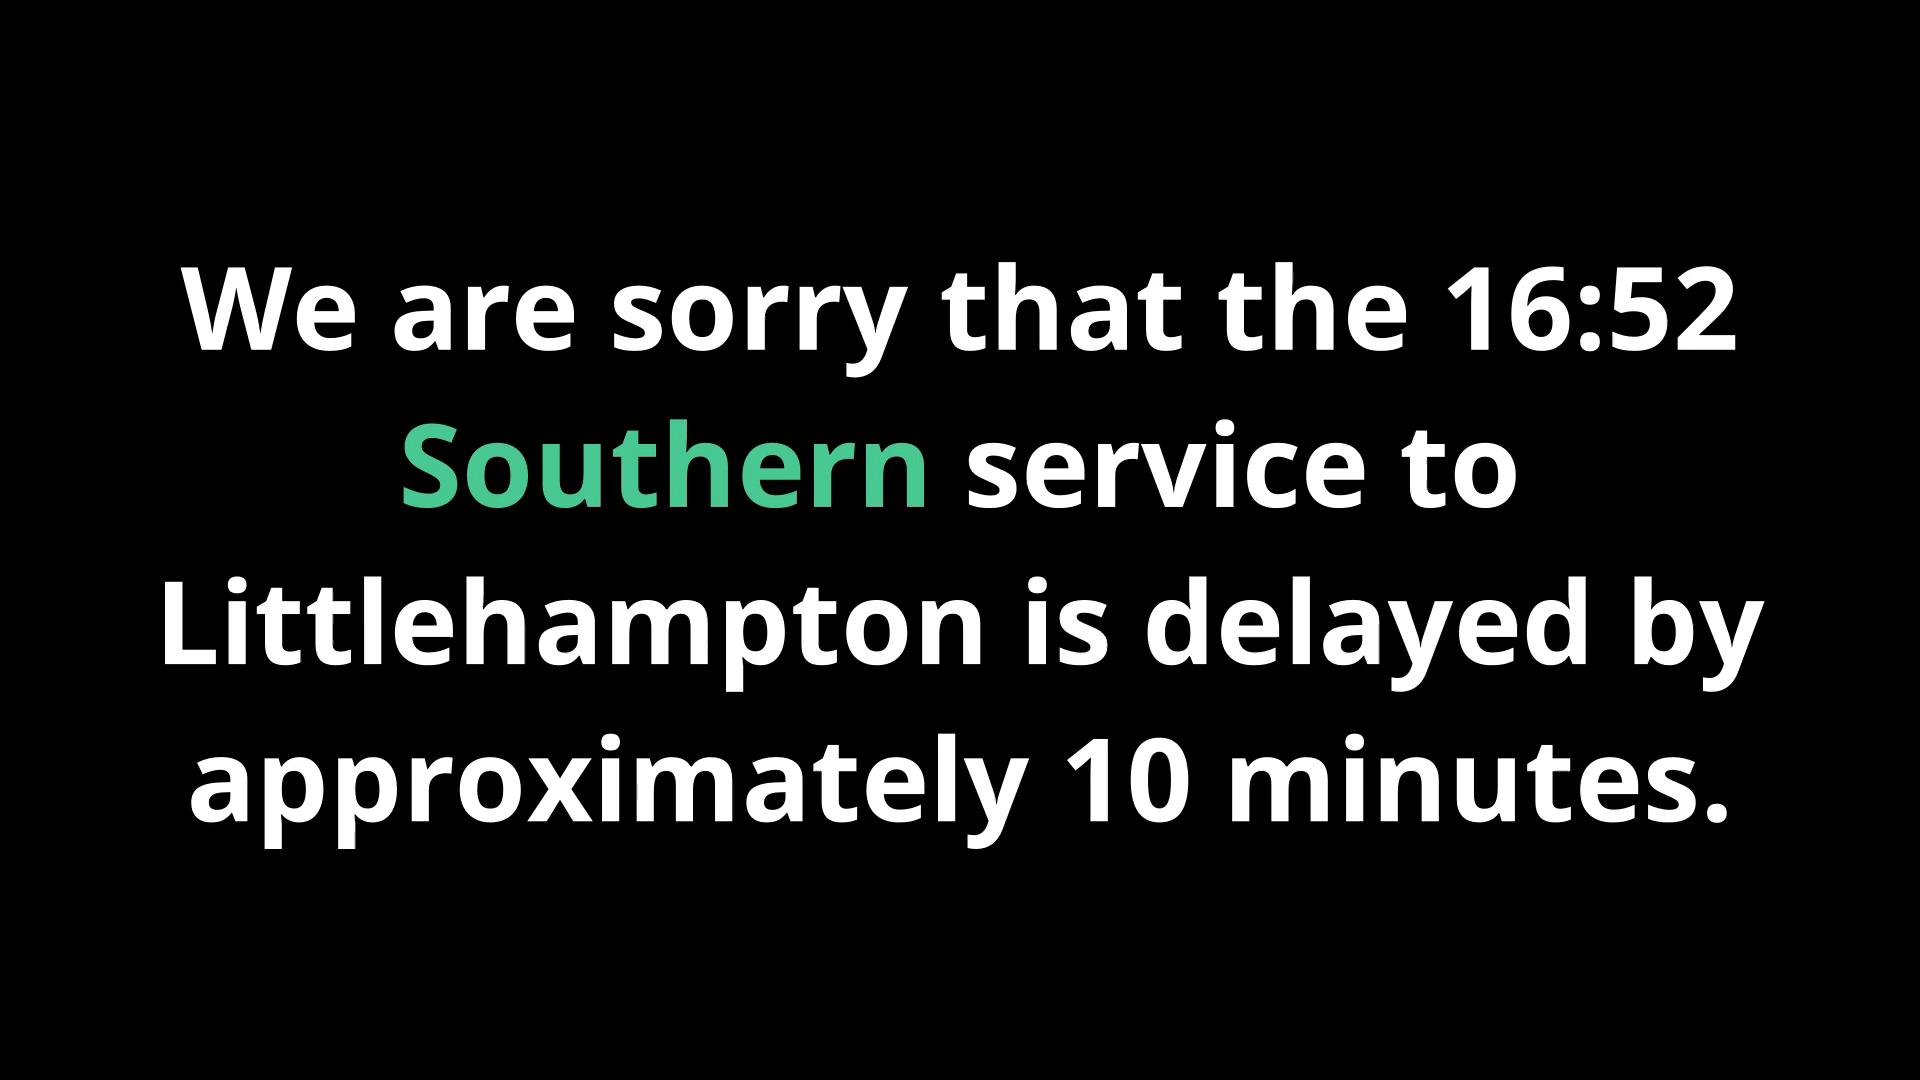 We are sorry that the 16:52
Southern service to
Littlehampton is delayed by
approximately 10 minutes.